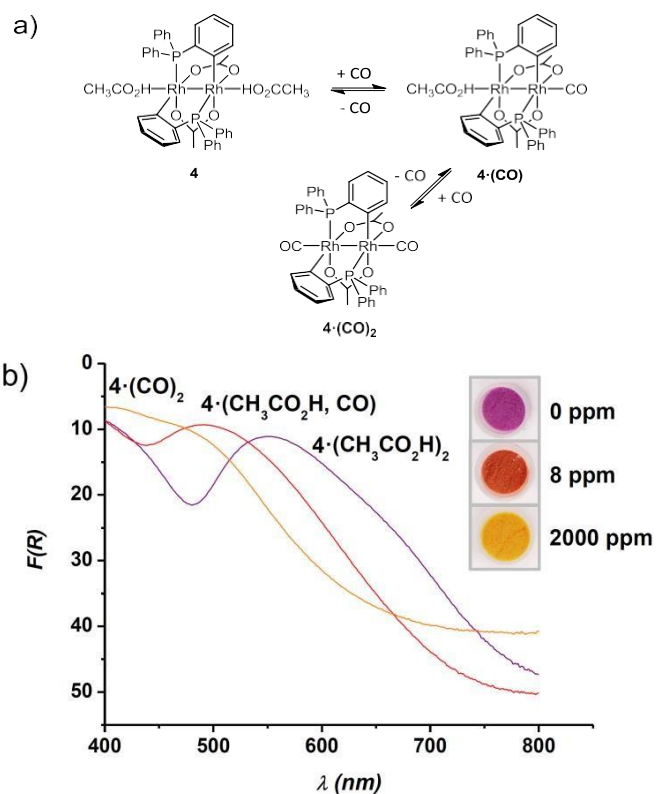 a)
Ph
Ph
P
O
O
+ CO
- CO
CH₃CO₂H
Rh
Rh
HO₂CCH₃
O
P
O
Ph
Ph
4
Ph
Ph
P
O
O
CH₃CO₂H
Rh
Rh
CO
O
P
O
Ph
Ph
4·(CO)
- CO
+ CO
Ph
Ph
P
O
O
OC
Rh
Rh
CO
O
P
O
Ph
Ph
4·(CO)₂
b)
4·(CO)₂
4·(CH₃CO₂H, CO)
4·(CH₃CO₂H)₂
0 ppm
8 ppm
2000 ppm
F(R)
0
10
20
30
40
50
400
500
600
700
800
λ (nm)